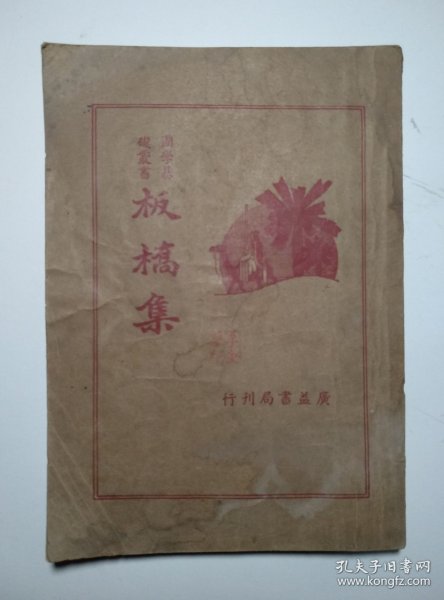 國學基
礎叢書
板橋集
廣益書局刊行
孔夫子旧书网
www.kongfz.com